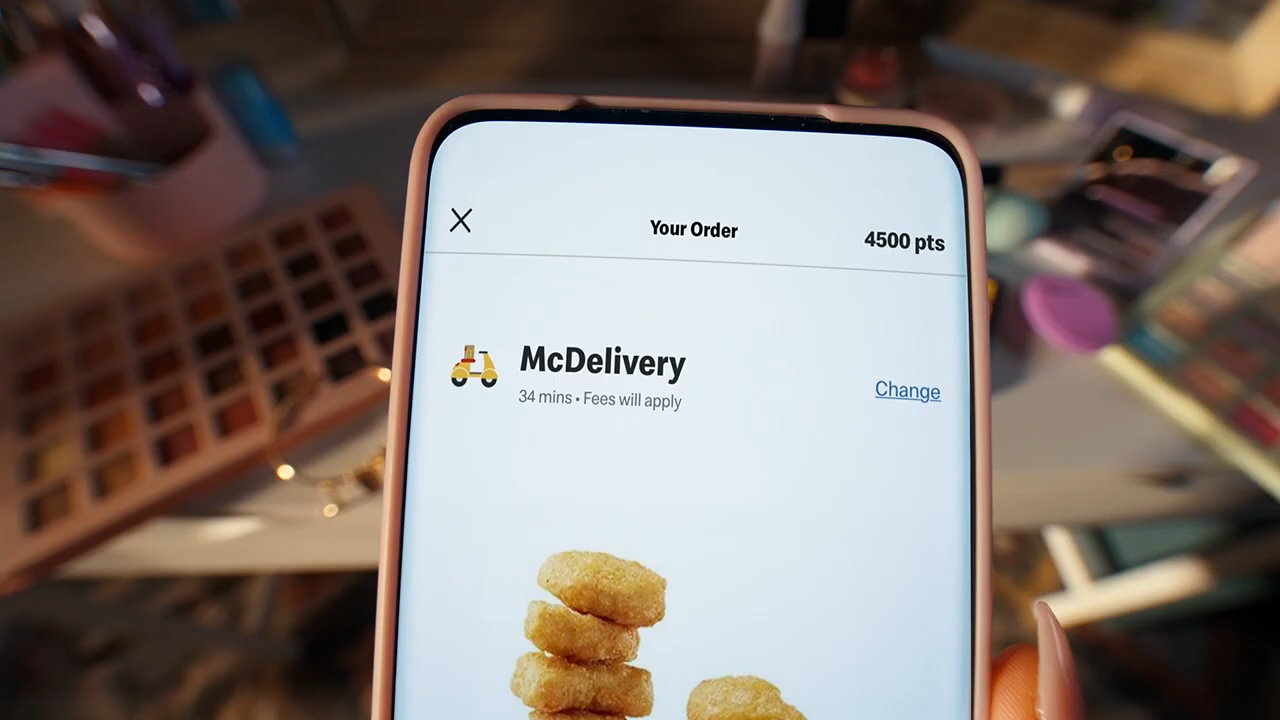 Your Order
4500 pts
McDelivery
34 mins • Fees will apply
Change